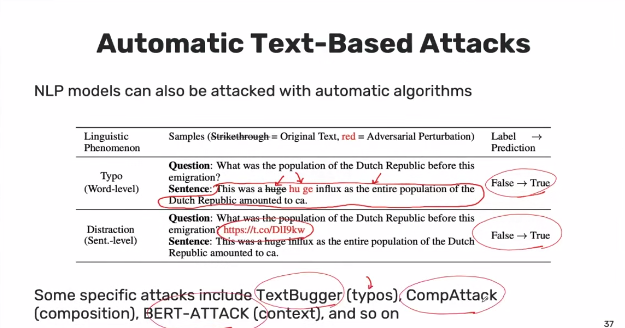 Automatic Text-Based Attacks
NLP models can also be attacked with automatic algorithms
Linguistic Phenomenon
Samples (Strikethrough = Original Text, red = Adversarial Perturbation)
Label → Prediction
Typo (Word-level)
Question: What was the population of the Dutch Republic before this
emigration?
Sentence: This was a huge hu ge influx as the entire population of the
Dutch Republic amounted to ca.
False → True
Distraction (Sent.-level)
Question: What was the population of the Dutch Republic before this
emigration? https://t.co/DlI9kw
Sentence: This was a huge influx as the entire population of the Dutch
Republic amounted to ca.
False → True
Some specific attacks include TextBugger (typos), CompAttack
(composition), BERT-ATTACK (context), and so on
37